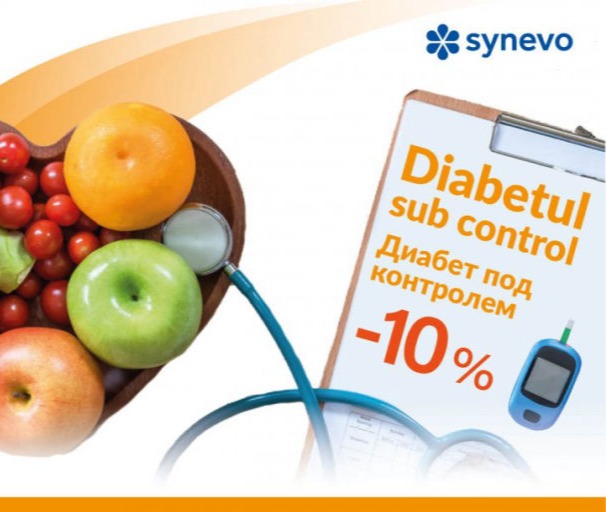 synevo
Diabetul
sub control
Диабет под
контролем
-10%